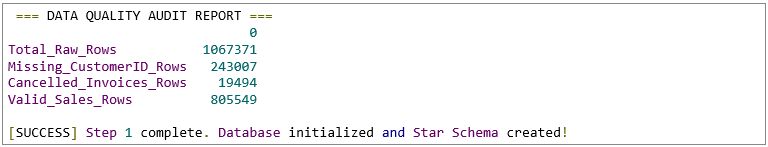 === DATA QUALITY AUDIT REPORT ===
0
Total_Raw_Rows 1067371
Missing_CustomerID_Rows 243007
Cancelled_Invoices_Rows 19494
Valid_Sales_Rows 805549
[SUCCESS] Step 1 complete. Database initialized and Star Schema created!